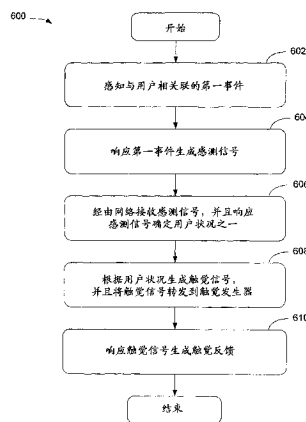 600
开始
602
感知与用户相关联的第一事件
604
响应第一事件生成感测信号
606
经由网络接收感测信号，并且响应
感测信号确定用户状况之一
608
根据用户状况生成触觉信号，
并且将触觉信号转发到触觉发生器
610
响应触觉信号生成触觉反馈
结束